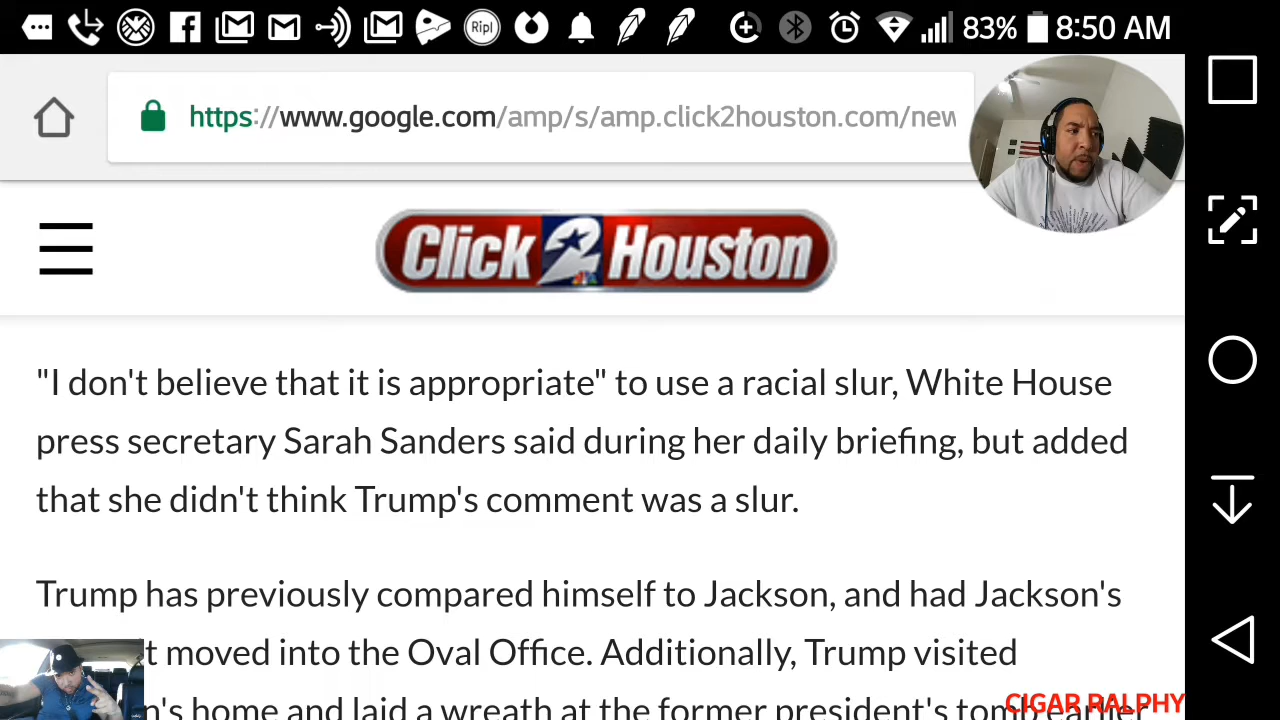 Ripl
83%
8:50 AM
https://www.google.com/amp/s/amp.click2houston.com/new
Click 2 Houston
"I don't believe that it is appropriate" to use a racial slur, White House
press secretary Sarah Sanders said during her daily briefing, but added
that she didn't think Trump's comment was a slur.
Trump has previously compared himself to Jackson, and had Jackson's
t moved into the Oval Office. Additionally, Trump visited
n's home and laid a wreath at the former president's tomb earlier
CIGAR RALPHY